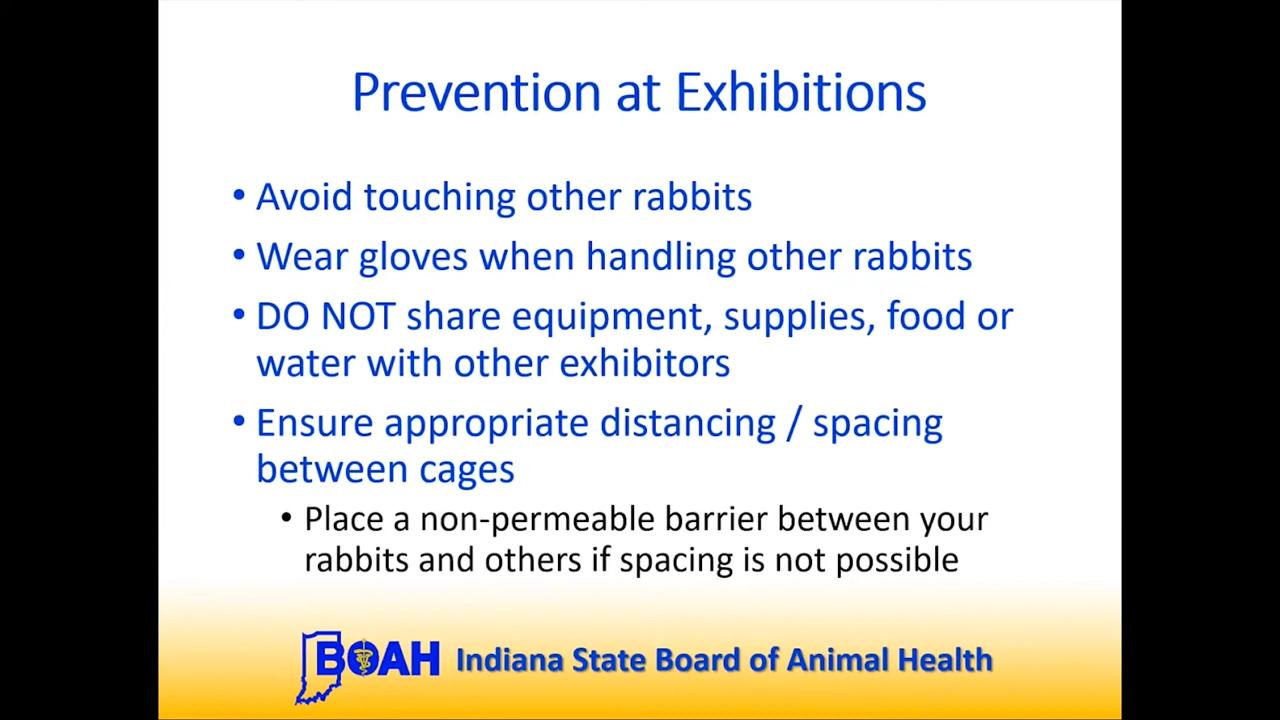 Prevention at Exhibitions
• Avoid touching other rabbits
• Wear gloves when handling other rabbits
• DO NOT share equipment, supplies, food or
water with other exhibitors
• Ensure appropriate distancing / spacing
between cages
• Place a non-permeable barrier between your
rabbits and others if spacing is not possible
BOAH Indiana State Board of Animal Health